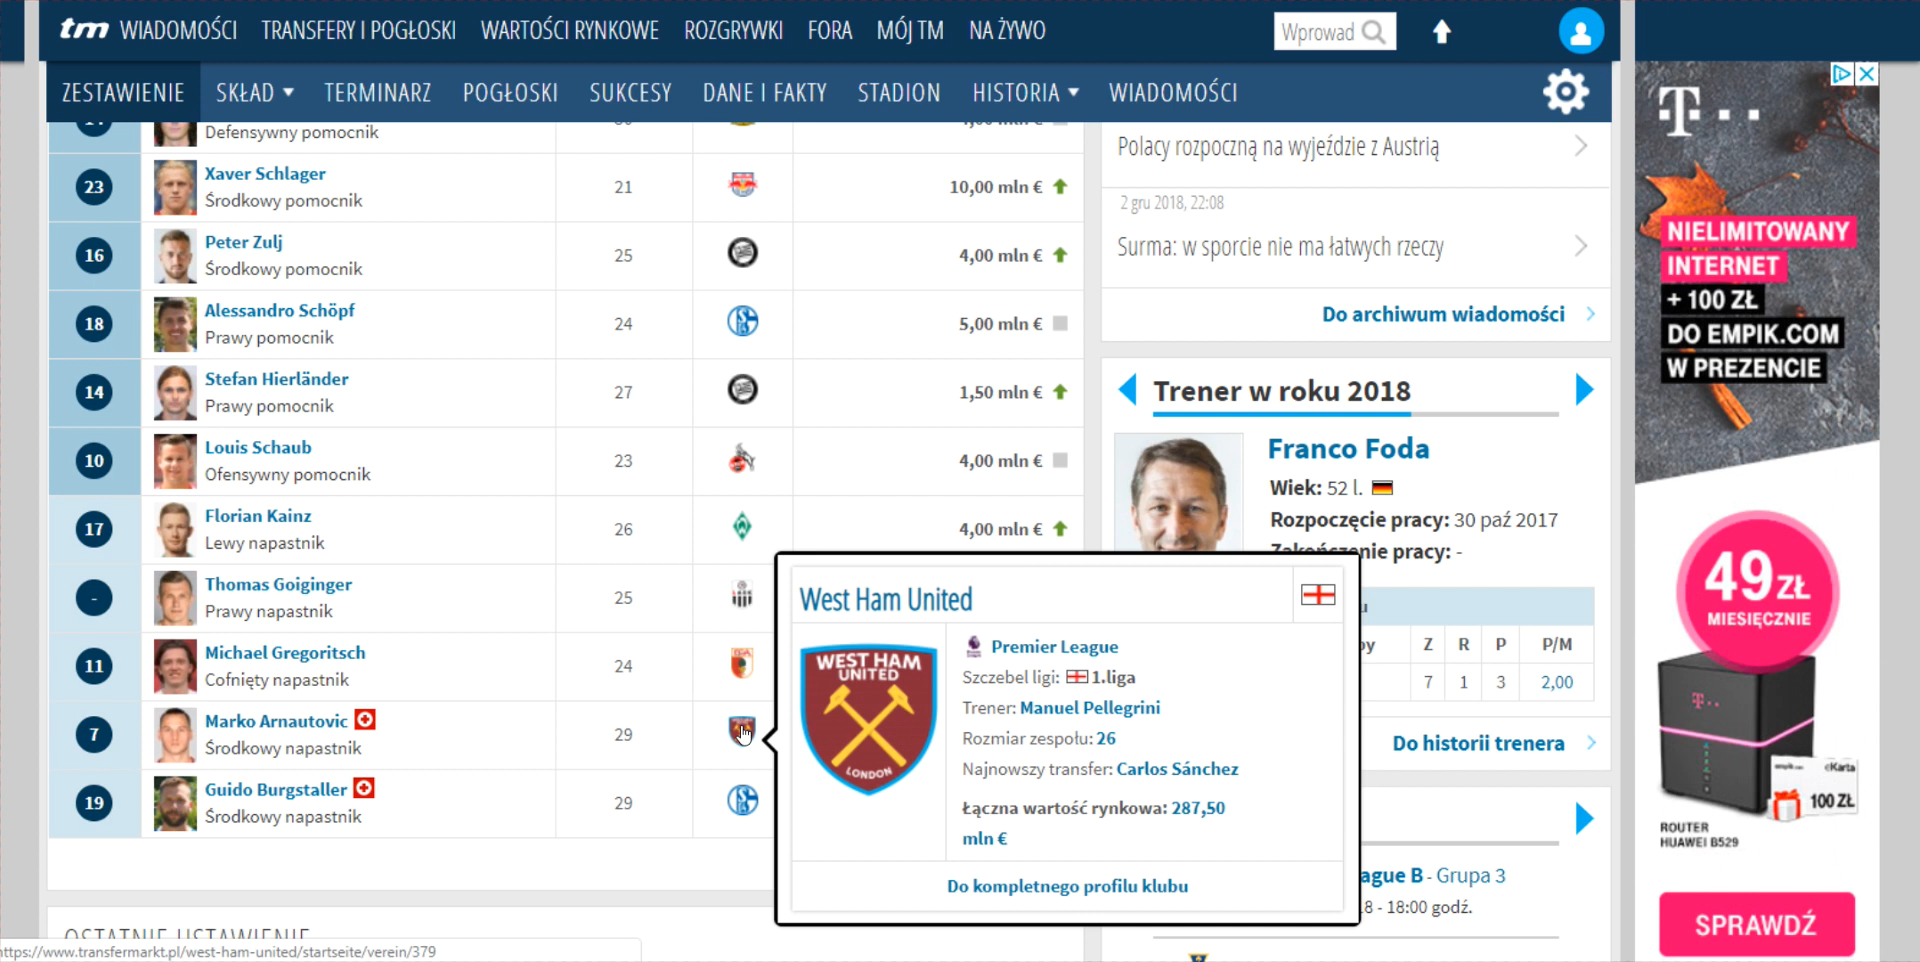 tm WIADOMOŚCI TRANSFERY I POGŁOSKI WARTOŚCI RYNKOWE ROZGRYWKI FORA MÓJ TM NA ŻYWO Wprowad
ZESTAWIENIE SKŁAD TERMINARZ POGŁOSKI SUKCESY DANE I FAKTY STADION HISTORIA WIADOMOŚCI
Defensywny pomocnik
23 Xaver Schlager 21 10,00 mln €
Środkowy pomocnik
16 Peter Zulj 25 4,00 mln €
Środkowy pomocnik
18 Alessandro Schöpf 24 5,00 mln €
Prawy pomocnik
14 Stefan Hierländer 27 1,50 mln €
Prawy pomocnik
10 Louis Schaub 23 4,00 mln €
Ofensywny pomocnik
17 Florian Kainz 26 4,00 mln €
Lewy napastnik
- Thomas Goiginger 25
Prawy napastnik
11 Michael Gregoritsch 24
Cofnięty napastnik
7 Marko Arnautovic 29
Środkowy napastnik
19 Guido Burgstaller 29
Środkowy napastnik
OSTATNIE USTAWIENIE
https://www.transfermarkt.pl/west-ham-united/startseite/verein/379
West Ham United
WEST HAM
UNITED
LONDON
Premier League
Szczebel ligi: 1.liga
Trener: Manuel Pellegrini
Rozmiar zespołu: 26
Najnowszy transfer: Carlos Sánchez
Łączna wartość rynkowa: 287,50
mln €
Do kompletnego profilu klubu
Polacy rozpoczną na wyjeździe z Austrią
2 gru 2018, 22:08
Surma: w sporcie nie ma łatwych rzeczy
Do archiwum wiadomości
Trener w roku 2018
Franco Foda
Wiek: 52 l.
Rozpoczęcie pracy: 30 paź 2017
Zakończenie pracy: -
Z R P P/M
7 1 3 2,00
Do historii trenera
ague B - Grupa 3
8 - 18:00 godź.
T
NIELIMITOWANY
INTERNET
+ 100 ZŁ
DO EMPIK.COM
W PREZENCIE
49 ZŁ
MIESIĘCZNIE
T
empik
eKarta
100 ZŁ
ROUTER
HUAWEI B529
SPRAWDŹ